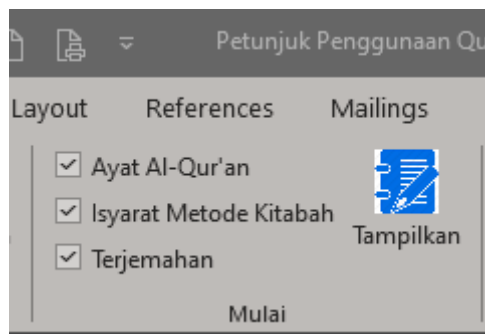 Petunjuk Penggunaan Qu
Layout References Mailings
Ayat Al-Qur'an
Isyarat Metode Kitabah
Terjemahan
Tampilkan
Mulai